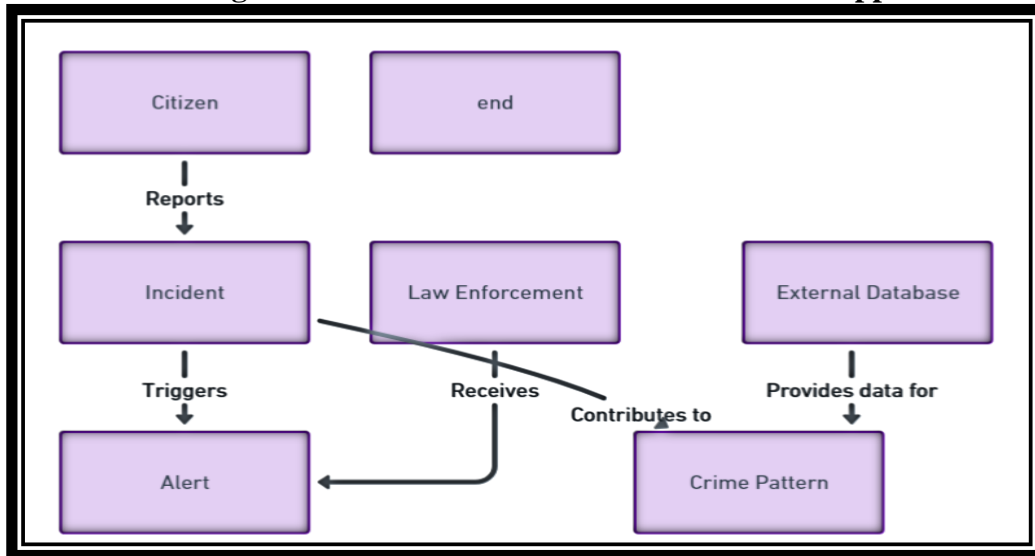 Citizen end
Reports
Incident Law Enforcement External Database
Triggers Receives Provides data for
Contributes to
Alert Crime Pattern